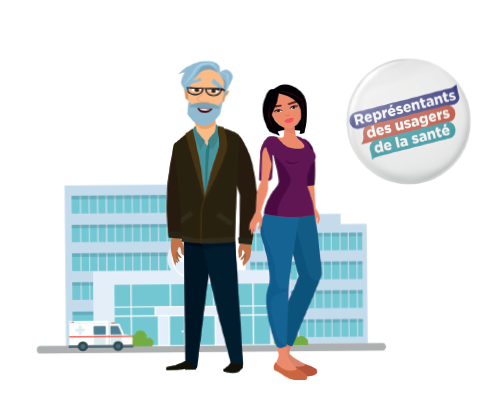 Représentants
des usagers
de la santé